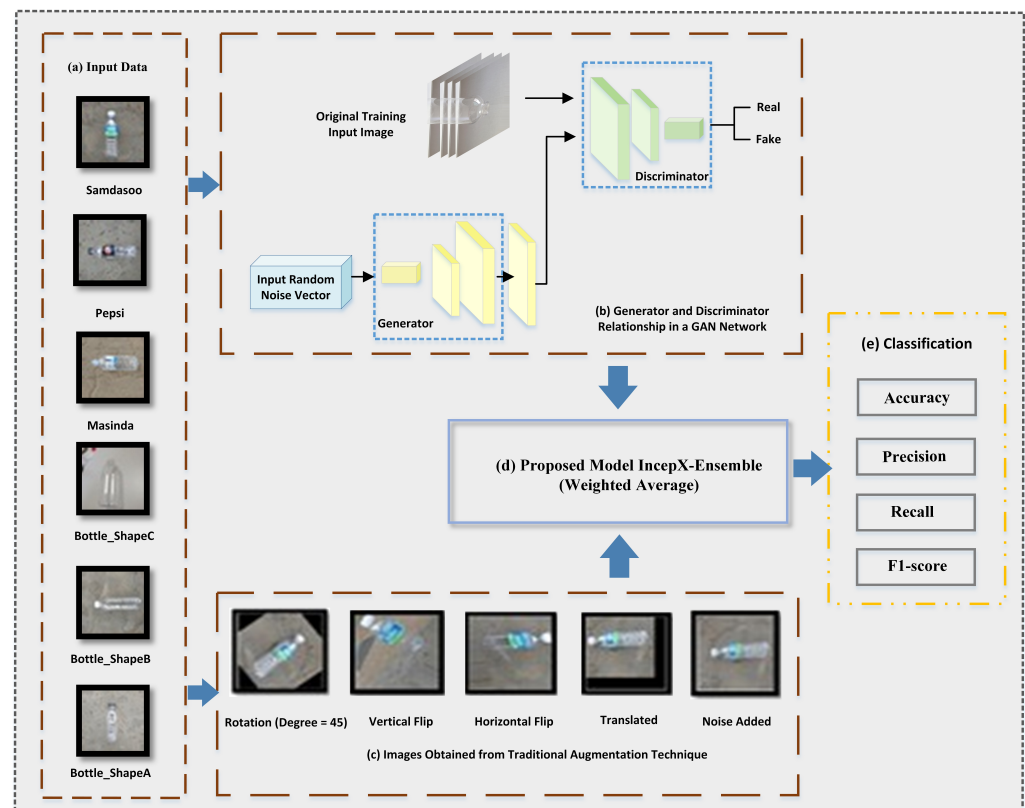 (a) Input Data
Samdasoo
Pepsi
Masinda
Bottle_ShapeC
Bottle_ShapeB
Bottle_ShapeA
Original Training
Input Image
Real
Fake
Discriminator
Input Random
Noise Vector
Generator
(b) Generator and Discriminator
Relationship in a GAN Network
(d) Proposed Model IncepX-Ensemble
(Weighted Average)
Rotation (Degree = 45)
Vertical Flip
Horizontal Flip
Translated
Noise Added
(c) Images Obtained from Traditional Augmentation Technique
(e) Classification
Accuracy
Precision
Recall
F1-score